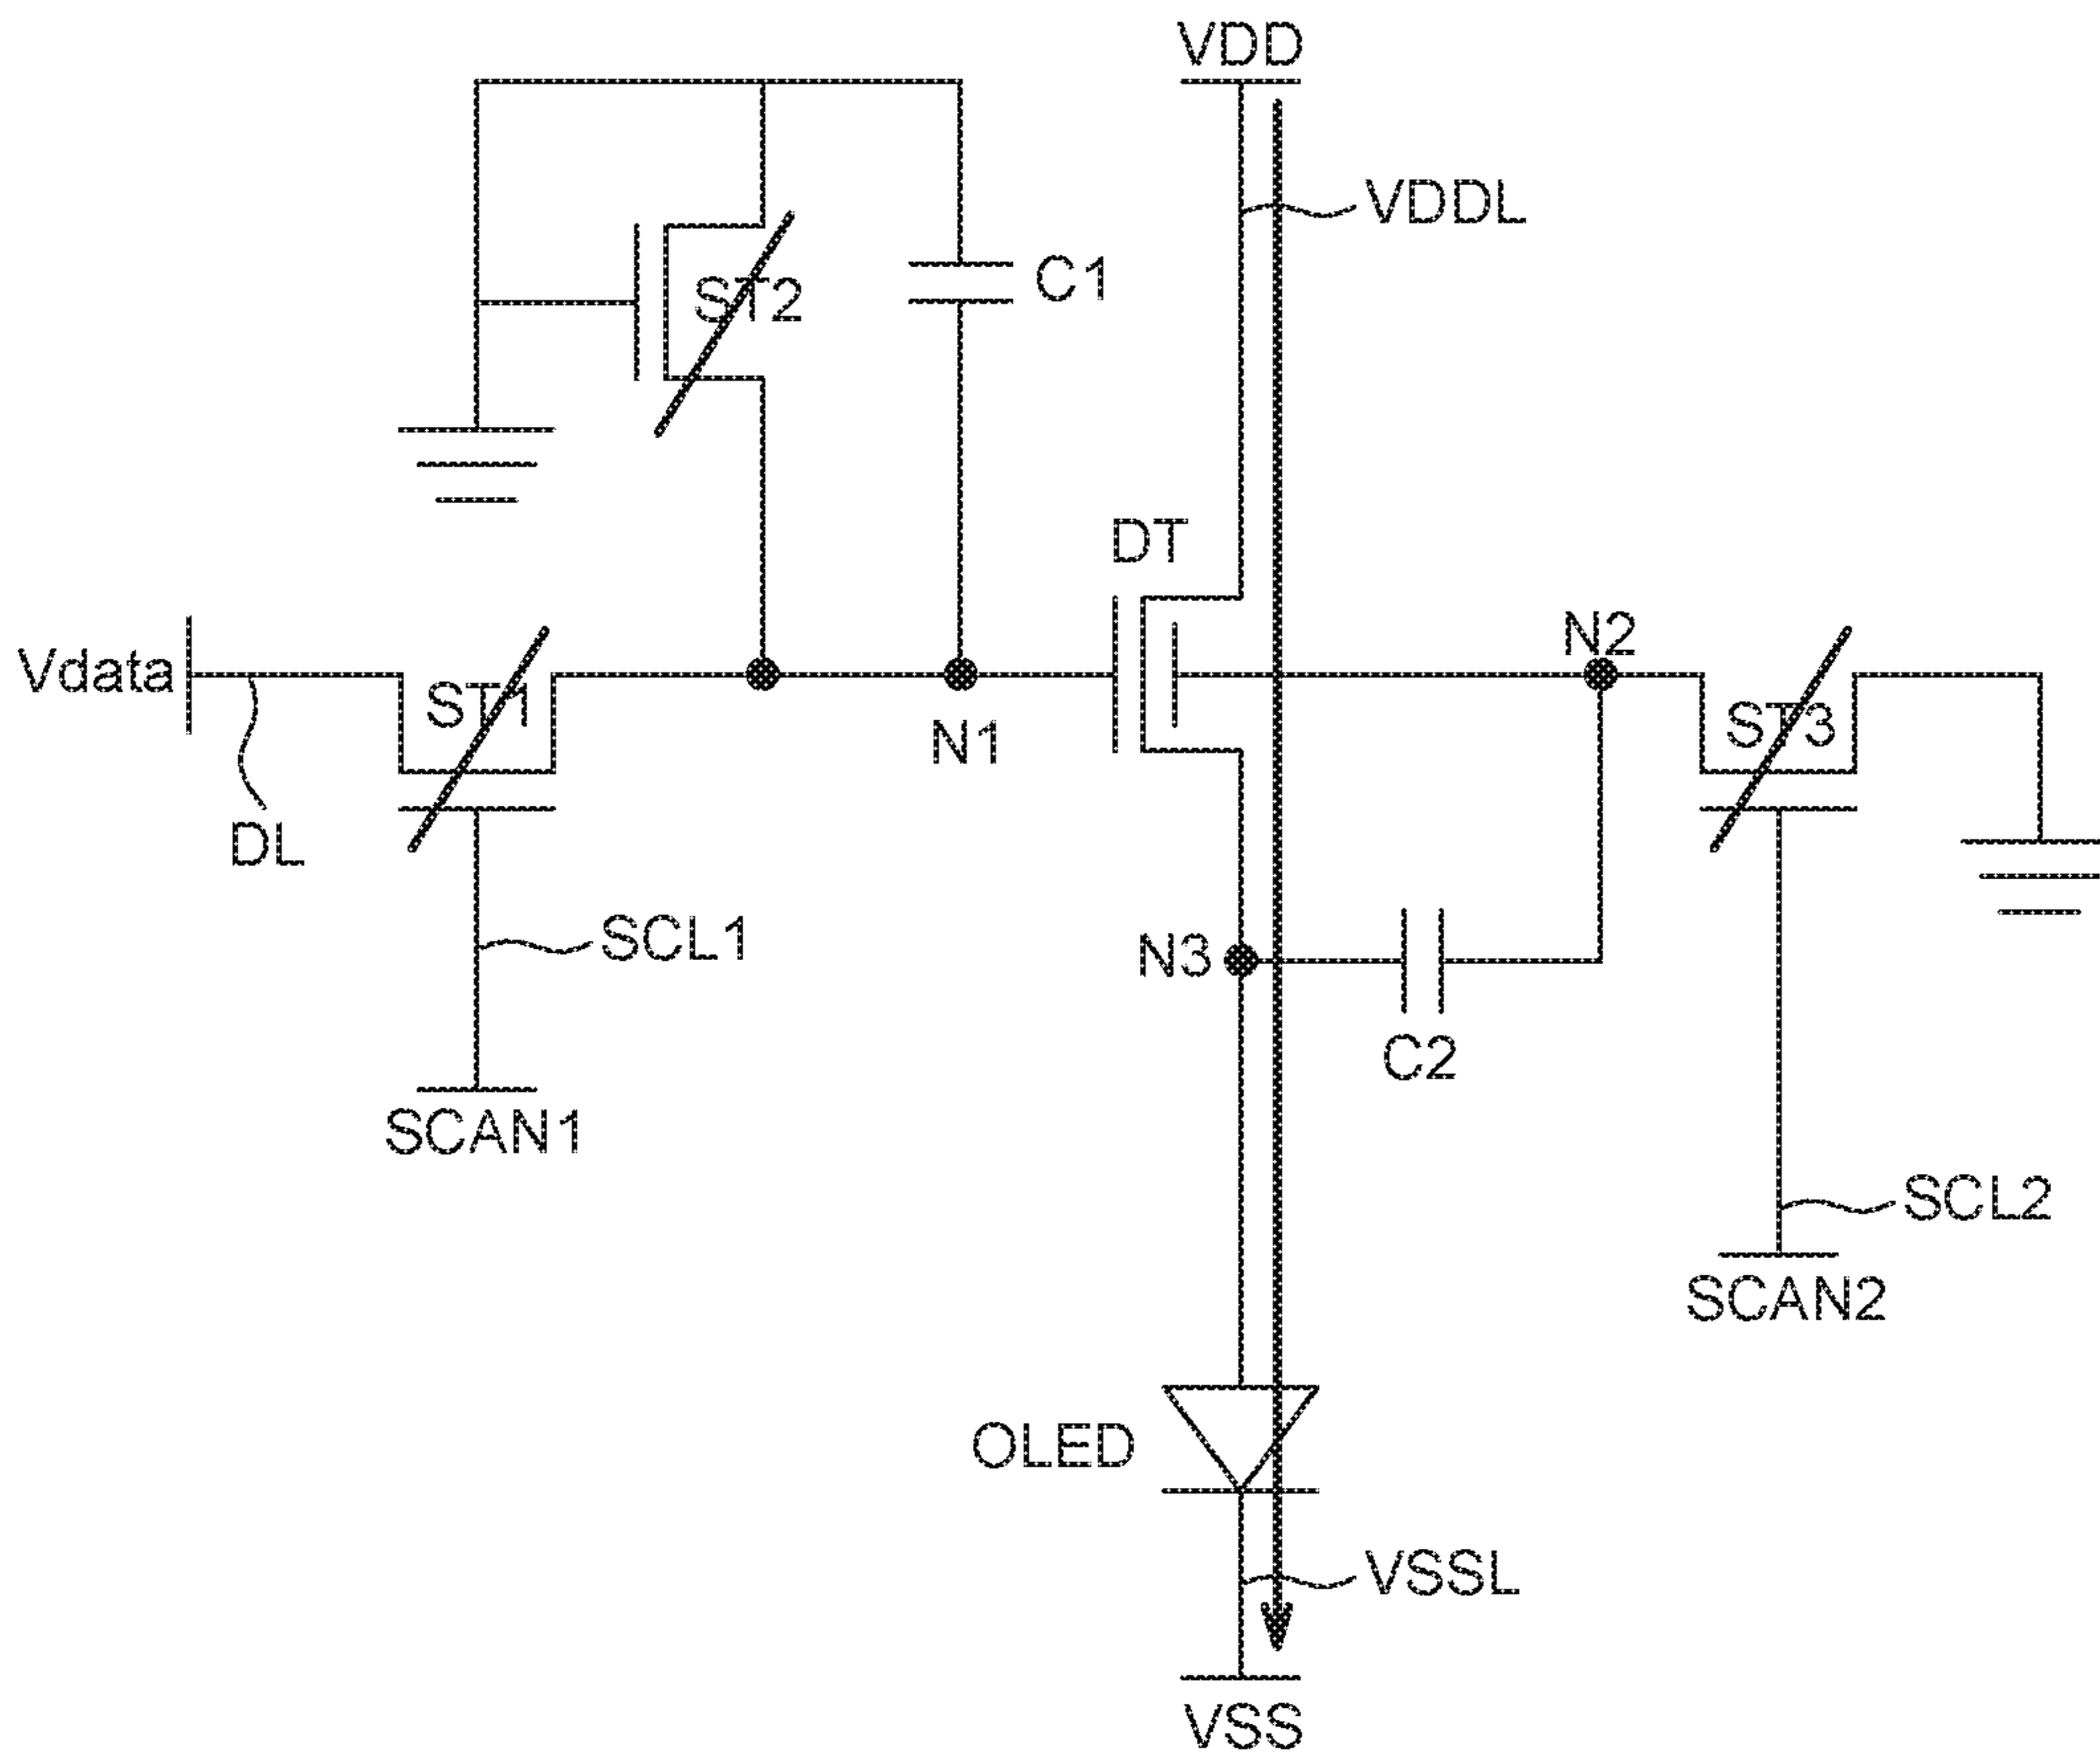 VDD
VDDL
ST2
C1
DT
N2
Vdata
ST1
N1
ST3
DL
SCL1
N3
C2
SCAN1
SCL2
SCAN2
OLED
VSSL
VSS